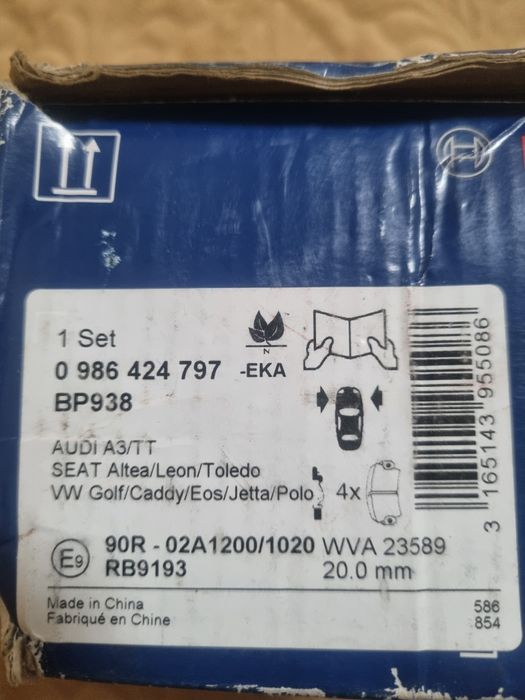 1 Set
0 986 424 797 -EKA
N
BP938
AUDI A3/TT
SEAT Altea/Leon/Toledo
VW Golf/Caddy/Eos/Jetta/Polo
4x
3 165143 955086
E9
90R - 02A1200/1020 WVA 23589
RB9193 20.0 mm
Made in China
Fabriqué en Chine
586
854